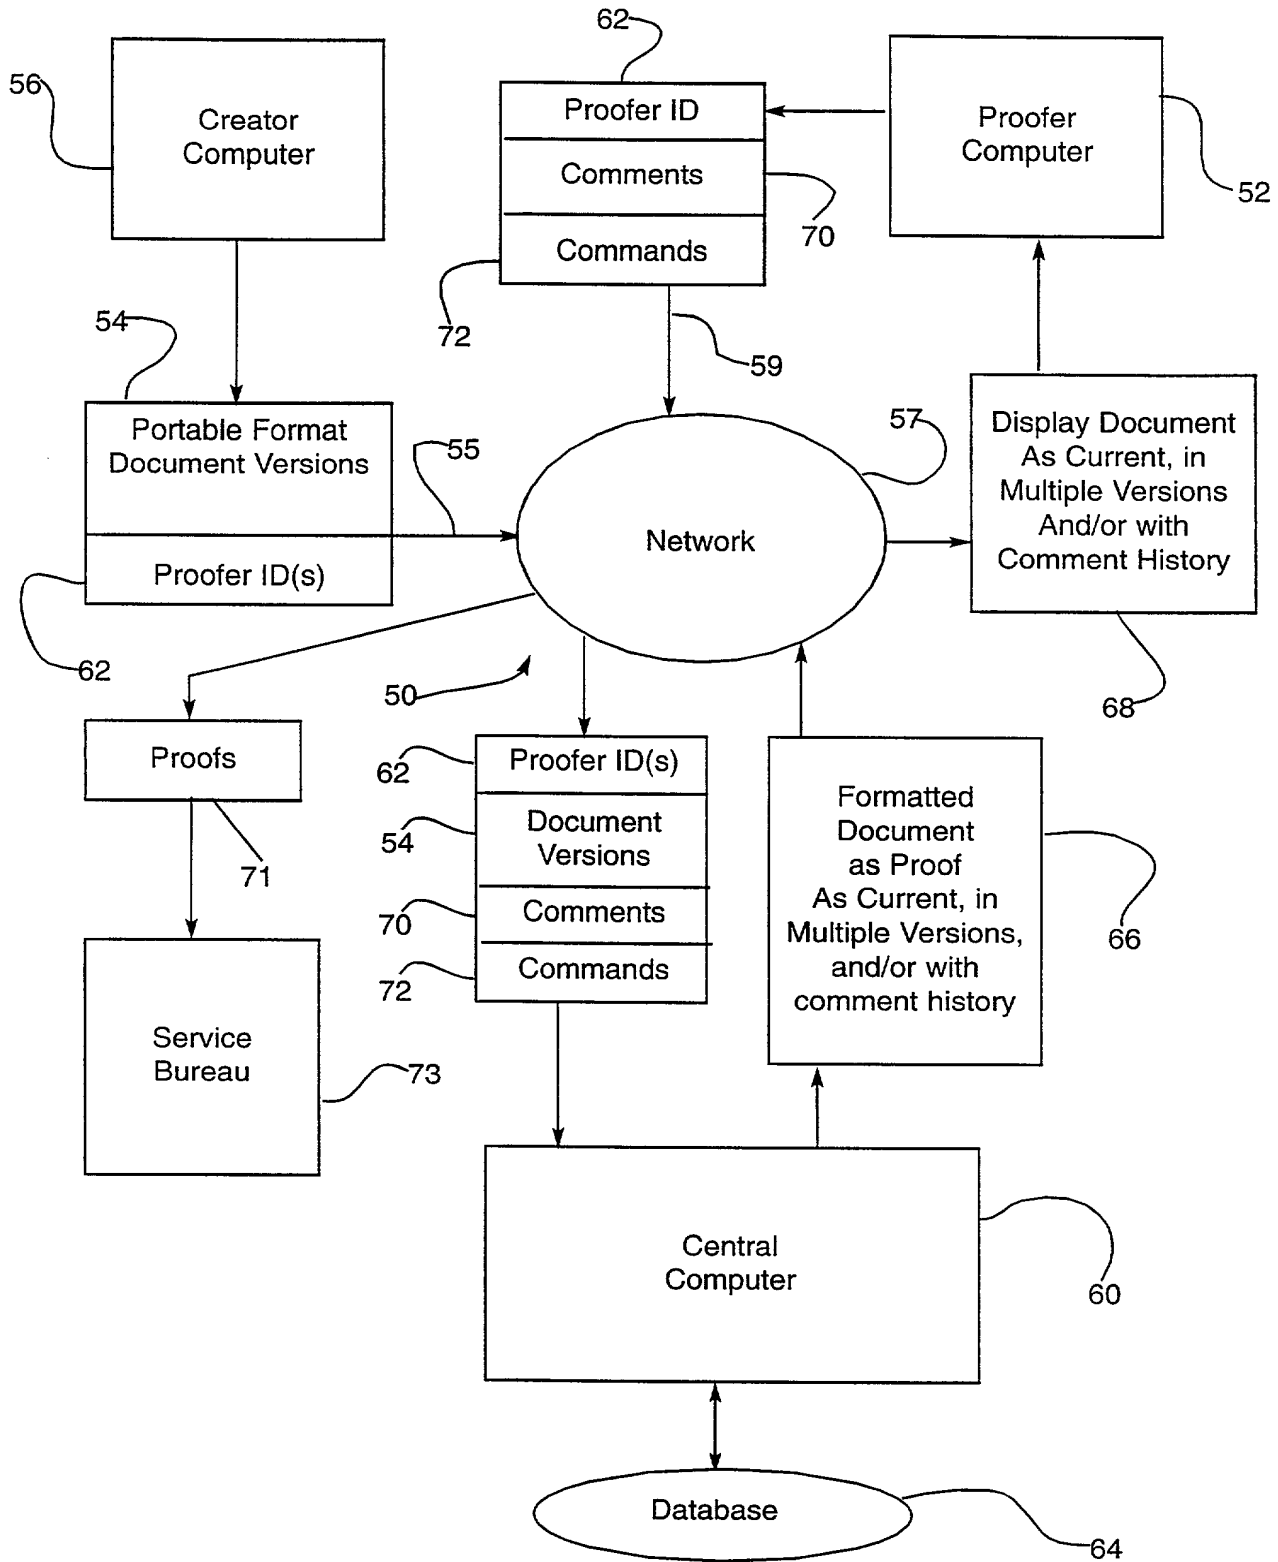 62
56
Creator
Computer
Proofer ID
Comments
Commands
Proofer
Computer
52
70
72
54
59
Portable Format
Document Versions
55
57
Display Document
As Current, in
Multiple Versions
And/or with
Comment History
Network
Proofer ID(s)
62
50
68
Proofs
71
62
Proofer ID(s)
54
Document
Versions
70
Comments
72
Commands
Formatted
Document
as Proof
As Current, in
Multiple Versions,
and/or with
comment history
66
Service
Bureau
73
Central
Computer
60
Database
64